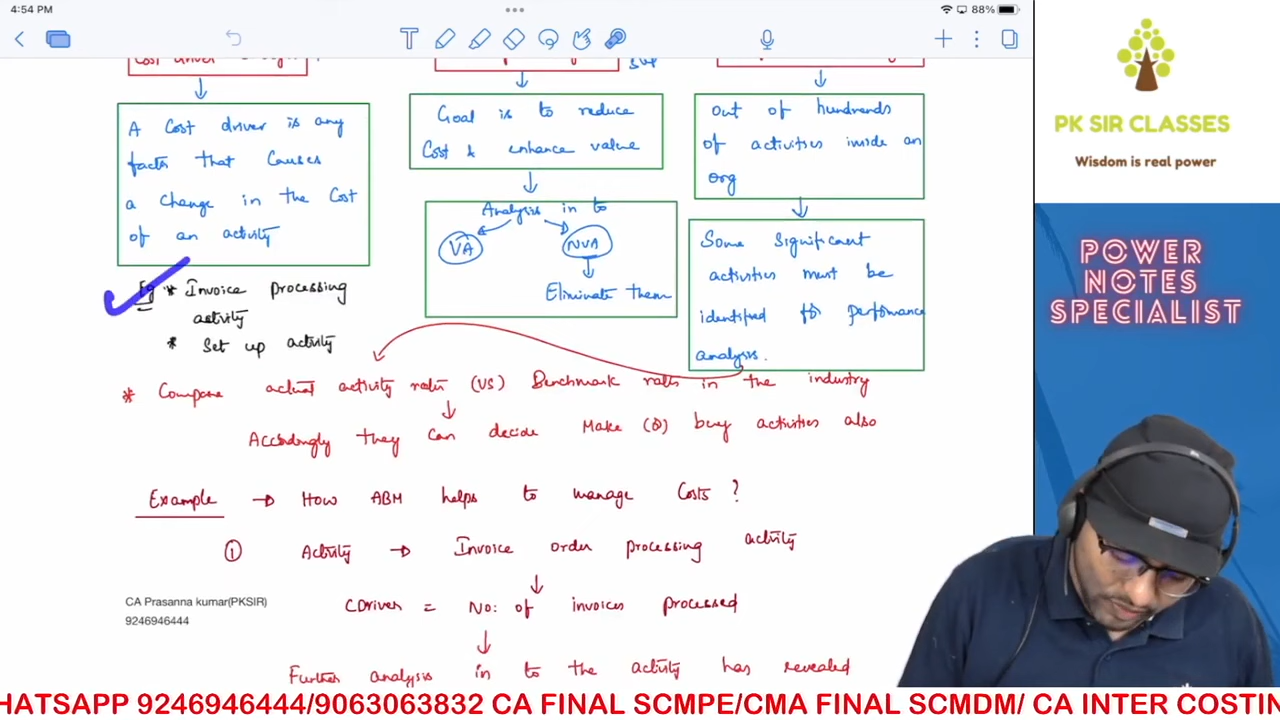 4:54 PM
88%
T
A Cost driver is any
factor that Causes
a change in the Cost
of an activity
Eg * Invoice processing
activity
* Set up activity
Goal is to reduce
Cost & enhance value
Analysis in to
VA
NVA
Eliminate them
Out of hundrends
of activities inside an
org
Some significant
activities must be
identified for performance
analysis.
* Compare actual activity rates (VS) Benchmark rates in the industry
Accordingly they can decide Make (or) buy activities also
Example → How ABM helps to manage Costs ?
① Activity → Invoice order processing activity
CDriver = No: of invoices processed
Further analysis in to the activity has revealed
CA Prasanna kumar(PKSIR)
9246946444
PK SIR CLASSES
Wisdom is real power
POWER
NOTES
SPECIALIST
HATSAPP 9246946444/9063063832 CA FINAL SCMPE/CMA FINAL SCMDM/ CA INTER COSTIN